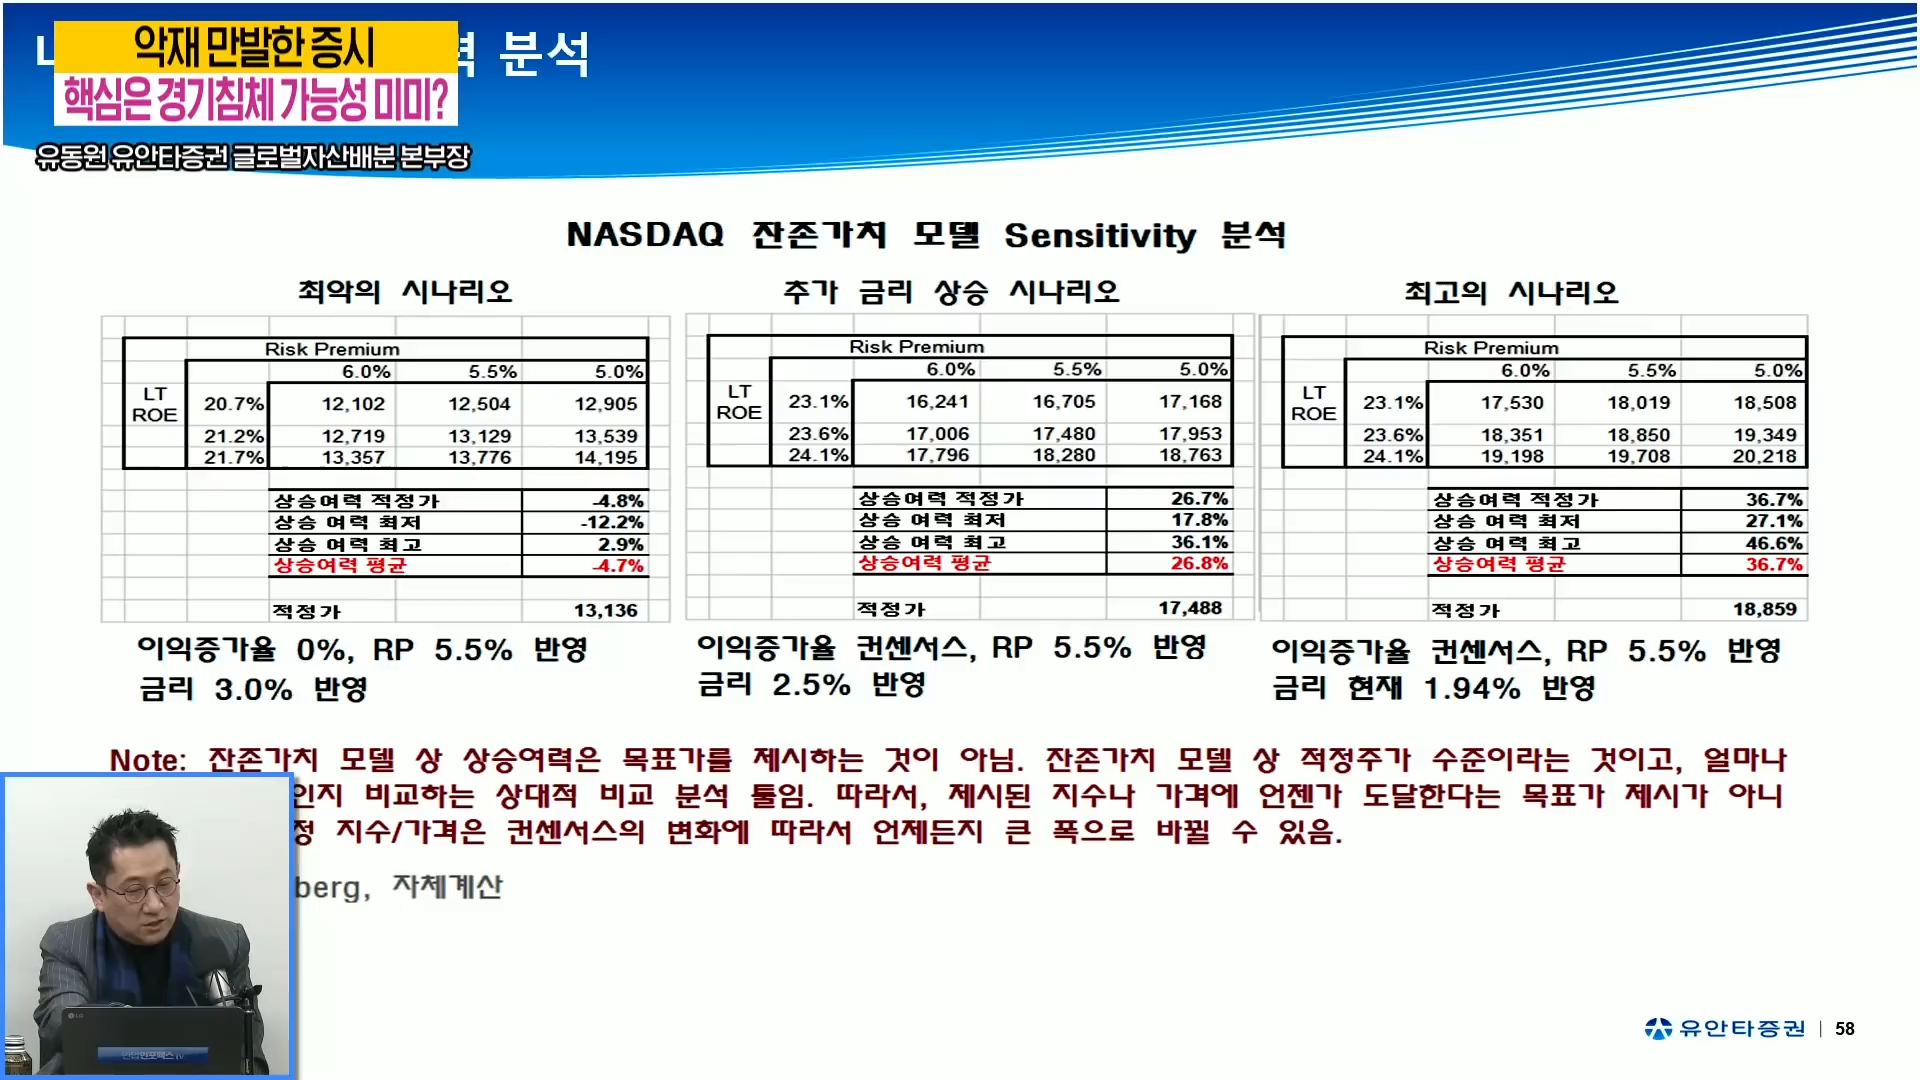 악재 만발한 증시
핵심은 경기침체 가능성 미미?
분석
유동원 유안타증권 글로벌자산배분 본부장
NASDAQ 잔존가치 모델 Sensitivity 분석
최악의 시나리오
Risk Premium
6.0% 5.5% 5.0%
LT ROE
20.7% 12,102 12,504 12,905
21.2% 12,719 13,129 13,539
21.7% 13,357 13,776 14,195
상승여력 적정가 -4.8%
상승 여력 최저 -12.2%
상승 여력 최고 2.9%
상승여력 평균 -4.7%
적정가 13,136
이익증가율 0%, RP 5.5% 반영
금리 3.0% 반영
추가 금리 상승 시나리오
Risk Premium
6.0% 5.5% 5.0%
LT ROE
23.1% 16,241 16,705 17,168
23.6% 17,006 17,480 17,953
24.1% 17,796 18,280 18,763
상승여력 적정가 26.7%
상승 여력 최저 17.8%
상승 여력 최고 36.1%
상승여력 평균 26.8%
적정가 17,488
이익증가율 컨센서스, RP 5.5% 반영
금리 2.5% 반영
최고의 시나리오
Risk Premium
6.0% 5.5% 5.0%
LT ROE
23.1% 17,530 18,019 18,508
23.6% 18,351 18,850 19,349
24.1% 19,198 19,708 20,218
상승여력 적정가 36.7%
상승 여력 최저 27.1%
상승 여력 최고 46.6%
상승여력 평균 36.7%
적정가 18,859
이익증가율 컨센서스, RP 5.5% 반영
금리 현재 1.94% 반영
Note: 잔존가치 모델 상 상승여력은 목표가를 제시하는 것이 아님. 잔존가치 모델 상 적정주가 수준이라는 것이고, 얼마나
인지 비교하는 상대적 비교 분석 툴임. 따라서, 제시된 지수나 가격에 언젠가 도달한다는 목표가 제시가 아니
정 지수/가격은 컨센서스의 변화에 따라서 언제든지 큰 폭으로 바뀔 수 있음.
berg, 자체계산
유안타증권 | 58